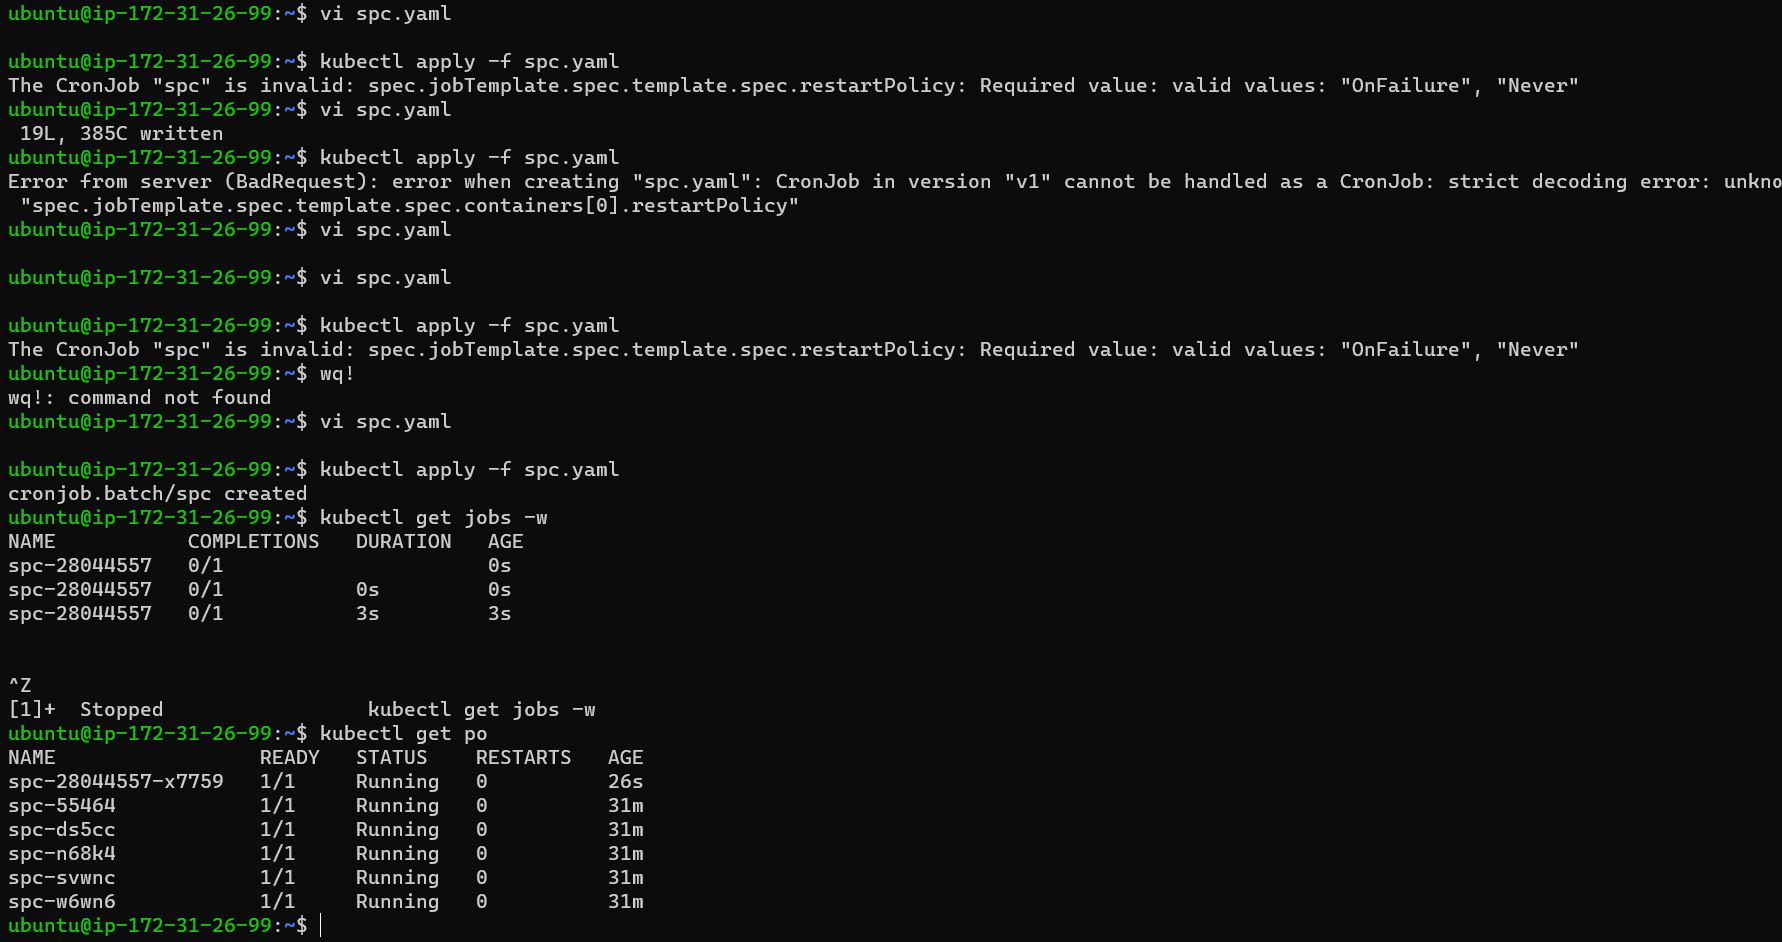 ubuntu@ip-172-31-26-99:~$ vi spc.yaml
ubuntu@ip-172-31-26-99:~$ kubectl apply -f spc.yaml
The CronJob "spc" is invalid: spec.jobTemplate.spec.template.spec.restartPolicy: Required value: valid values: "OnFailure", "Never"
ubuntu@ip-172-31-26-99:~$ vi spc.yaml
 19L, 385C written
ubuntu@ip-172-31-26-99:~$ kubectl apply -f spc.yaml
Error from server (BadRequest): error when creating "spc.yaml": CronJob in version "v1" cannot be handled as a CronJob: strict decoding error: unkno
 "spec.jobTemplate.spec.template.spec.containers[0].restartPolicy"
ubuntu@ip-172-31-26-99:~$ vi spc.yaml
ubuntu@ip-172-31-26-99:~$ vi spc.yaml
ubuntu@ip-172-31-26-99:~$ kubectl apply -f spc.yaml
The CronJob "spc" is invalid: spec.jobTemplate.spec.template.spec.restartPolicy: Required value: valid values: "OnFailure", "Never"
ubuntu@ip-172-31-26-99:~$ wq!
wq!: command not found
ubuntu@ip-172-31-26-99:~$ vi spc.yaml
ubuntu@ip-172-31-26-99:~$ kubectl apply -f spc.yaml
cronjob.batch/spc created
ubuntu@ip-172-31-26-99:~$ kubectl get jobs -w
NAME           COMPLETIONS   DURATION   AGE
spc-28044557   0/1                      0s
spc-28044557   0/1           0s         0s
spc-28044557   0/1           3s         3s
^Z
[1]+  Stopped                 kubectl get jobs -w
ubuntu@ip-172-31-26-99:~$ kubectl get po
NAME                 READY   STATUS    RESTARTS   AGE
spc-28044557-x7759   1/1     Running   0          26s
spc-55464            1/1     Running   0          31m
spc-ds5cc            1/1     Running   0          31m
spc-n68k4            1/1     Running   0          31m
spc-svwnc            1/1     Running   0          31m
spc-w6wn6            1/1     Running   0          31m
ubuntu@ip-172-31-26-99:~$